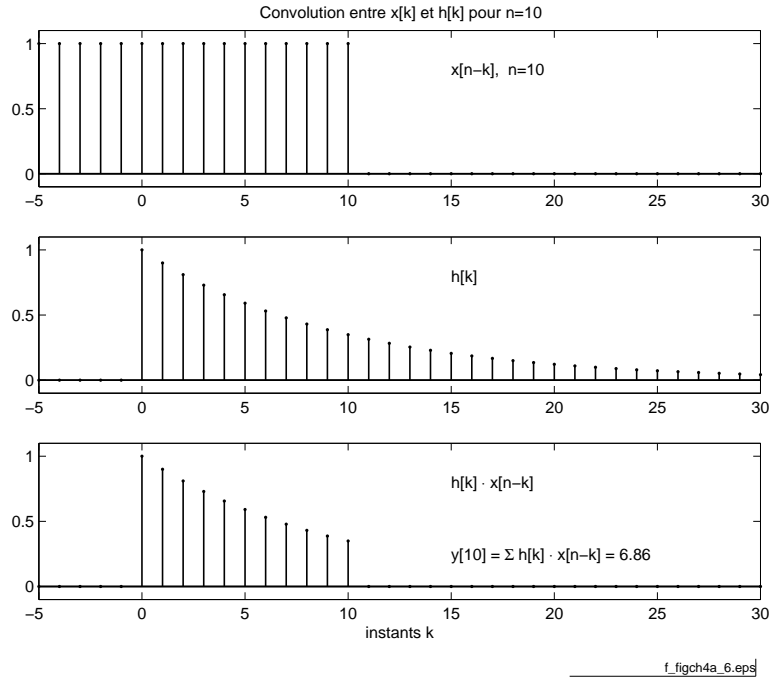 Convolution entre x[k] et h[k] pour n=10
1
0.5
0
x[n−k], n=10
−5 0 5 10 15 20 25 30
1
0.5
0
h[k]
−5 0 5 10 15 20 25 30
1
0.5
0
h[k] · x[n−k]
y[10] = Σ h[k] · x[n−k] = 6.86
−5 0 5 10 15 20 25 30
instants k
f_figch4a_6.eps